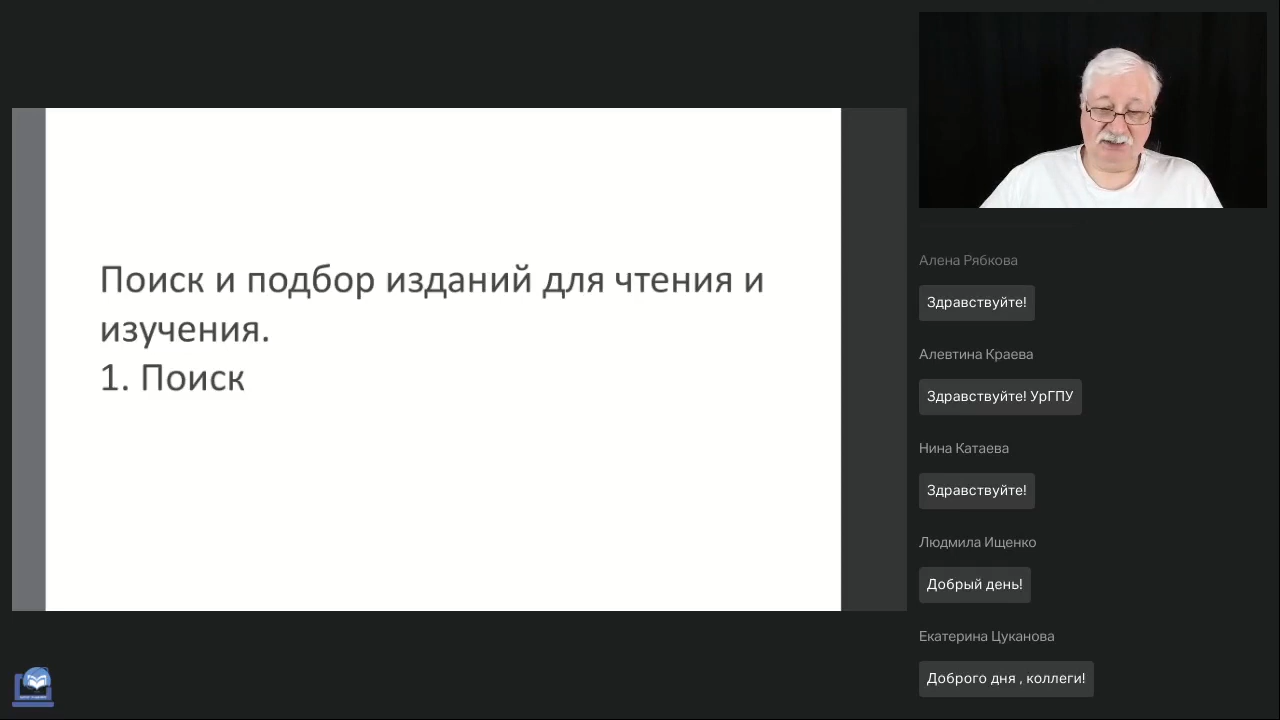 Поиск и подбор изданий для чтения и
изучения.
1. Поиск
Алена Рябкова
Здравствуйте!
Алевтина Краева
Здравствуйте! УрГПУ
Нина Катаева
Здравствуйте!
Людмила Ищенко
Добрый день!
Екатерина Цуканова
Доброго дня , коллеги!